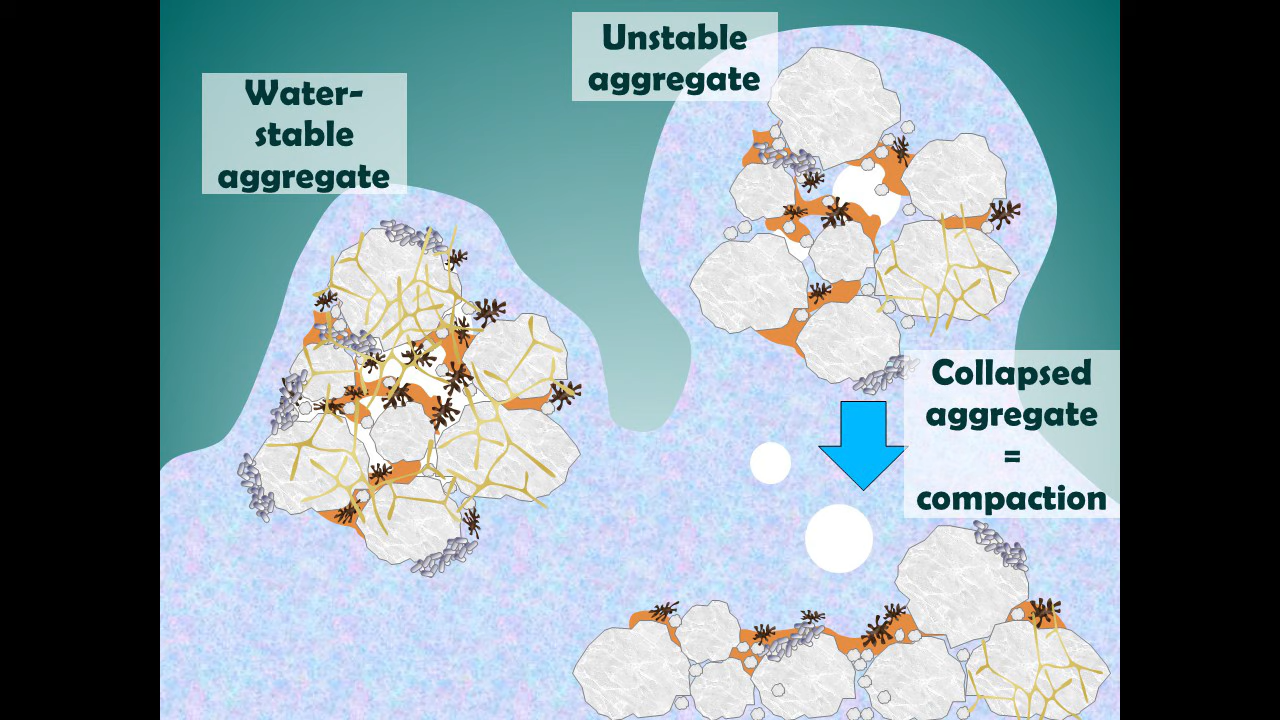 Water-
stable
aggregate
Unstable
aggregate
Collapsed
aggregate
=
compaction